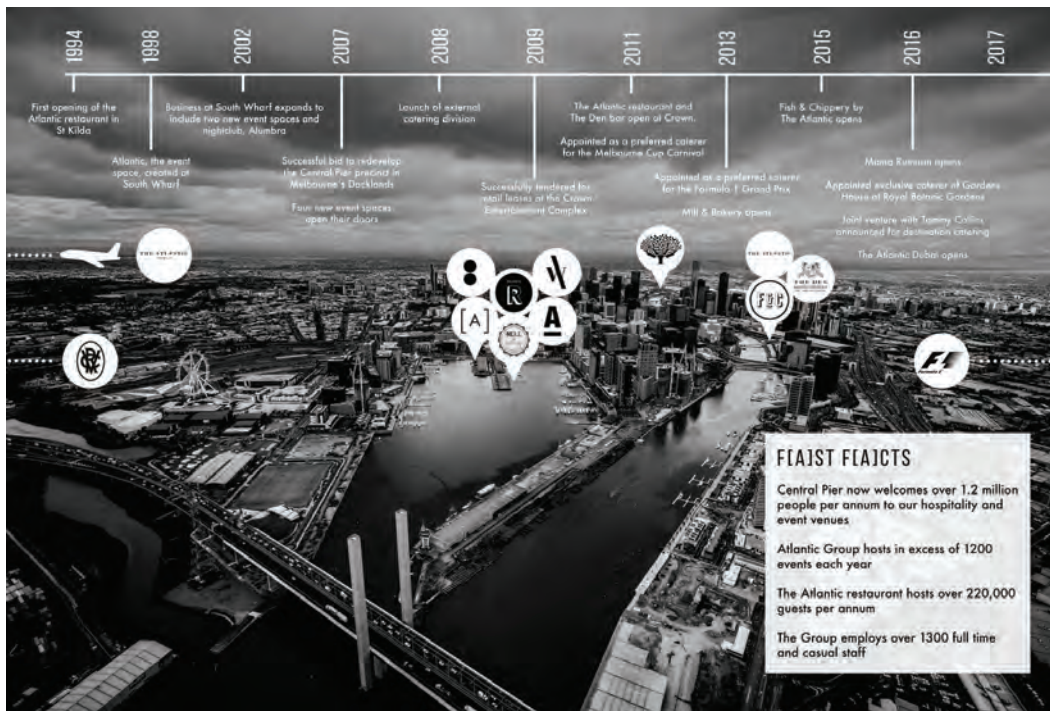 1994
1998
2002
2007
2008
2009
2011
2013
2015
2016
2017
First opening of the
Atlantic restaurant in
St Kilda
Atlantic, the event
space, created at
South Wharf
Business at South Wharf expands to
include two new event spaces and
nightclub, Alumbra
Successful bid to redevelop
the Central Pier precinct in
Melbourne's Docklands
Four new event spaces
open their doors
Launch of external
catering division
Successfully tendered for
retail leases at the Crown
Entertainment Complex
The Atlantic restaurant and
The Den bar open at Crown.
Appointed as a preferred caterer
for the Melbourne Cup Carnival
Appointed as a preferred caterer
for the Formula 1 Grand Prix
Mill & Bakery opens
Fish & Chippery by
The Atlantic opens
Mama Rumaan opens
Appointed exclusive caterer of Gardens
House at Royal Botanic Gardens
Joint venture with Tommy Collins
announced for destination catering
The Atlantic Dubai opens
THE ATLANTIC
R
[A]
A
THE ATLANTIC
THE DEN
F&C
F1
F[A]ST F[A]CTS
Central Pier now welcomes over 1.2 million
people per annum to our hospitality and
event venues
Atlantic Group hosts in excess of 1200
events each year
The Atlantic restaurant hosts over 220,000
guests per annum
The Group employs over 1300 full time
and casual staff